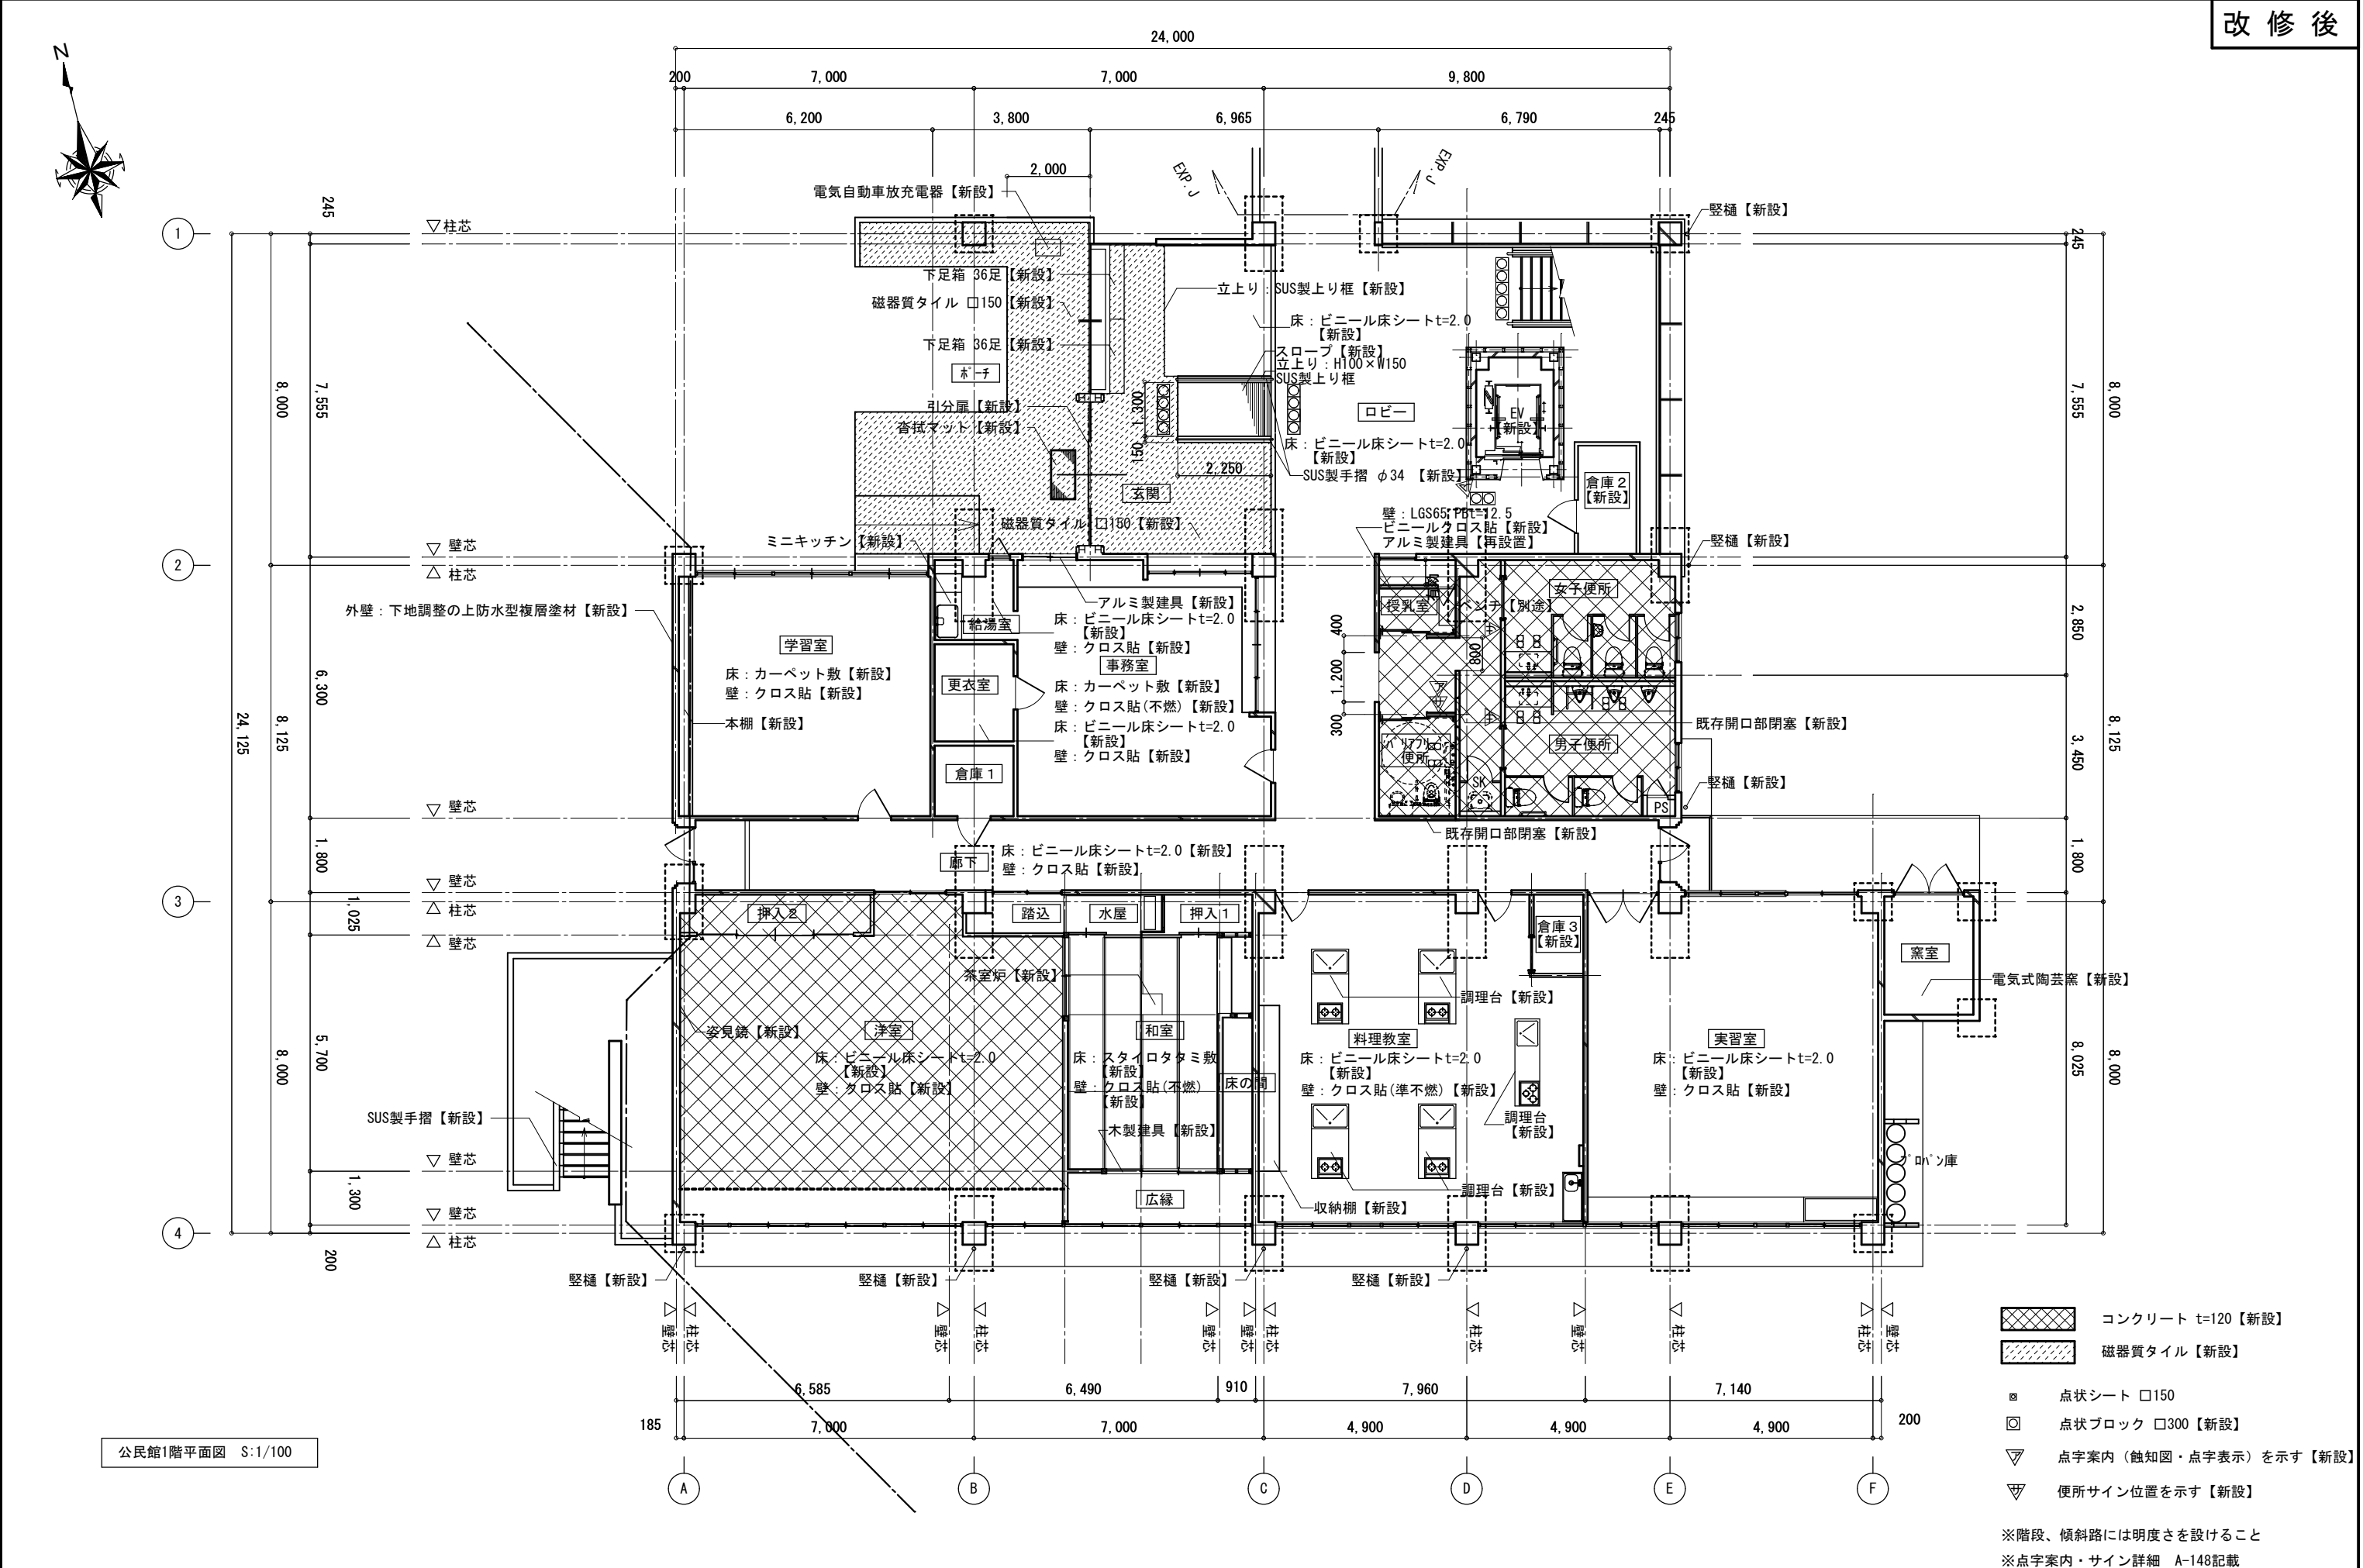 改 修 後
N
24,000
200
7,000
7,000
9,800
6,200
3,800
6,965
6,790
245
2,000
EXP.J
EXP.J
電気自動車放充電器【新設】
竪樋【新設】
1
245
▽柱芯
下足箱 36足【新設】
磁器質タイル 口150【新設】
下足箱 36足【新設】
ポーチ
引分扉【新設】
沓拭マット【新設】
立上り：SUS製上り框【新設】
床：ビニール床シートt=2.0
【新設】
スロープ【新設】
立上り：H100×W150
SUS製上り框
ロビー
EV
【新設】
床：ビニール床シートt=2.0
【新設】
SUS製手摺 φ34 【新設】
1,300
150
2,250
玄関
磁器質タイル 口150【新設】
倉庫２
【新設】
壁：LGS65 PBt=12.5
ビニールクロス貼【新設】
アルミ製建具【再設置】
245
7,555
8,000
8,000
7,555
▽ 壁芯
2
△ 柱芯
ミニキッチン【新設】
竪樋【新設】
外壁：下地調整の上防水型複層塗材【新設】
学習室
床：カーペット敷【新設】
壁：クロス貼【新設】
本棚【新設】
給湯室
更衣室
倉庫１
アルミ製建具【新設】
床：ビニール床シートt=2.0
【新設】
壁：クロス貼【新設】
事務室
床：カーペット敷【新設】
壁：クロス貼(不燃)【新設】
床：ビニール床シートt=2.0
【新設】
壁：クロス貼【新設】
400
1,200
300
800
授乳室
ベンチ【別途】
女子便所
男子便所
バリアフリー
便所
SK
PS
既存開口部閉塞【新設】
竪樋【新設】
既存開口部閉塞【新設】
6,300
8,125
24,125
2,850
3,450
8,125
▽ 壁芯
1,800
1,800
廊下
床：ビニール床シートt=2.0【新設】
壁：クロス貼【新設】
▽ 壁芯
3
△ 柱芯
1,025
△ 壁芯
押入２
踏込
水屋
押入１
倉庫３
【新設】
窯室
電気式陶芸窯【新設】
茶室炉【新設】
調理台【新設】
姿見鏡【新設】
洋室
床：ビニール床シートt=2.0
【新設】
壁：クロス貼【新設】
和室
床：スタイロタタミ敷
【新設】
壁：クロス貼(不燃)
【新設】
床の間
料理教室
床：ビニール床シートt=2.0
【新設】
壁：クロス貼(準不燃)【新設】
実習室
床：ビニール床シートt=2.0
【新設】
壁：クロス貼【新設】
調理台
【新設】
木製建具【新設】
SUS製手摺【新設】
プロパン庫
調理台【新設】
収納棚【新設】
広縁
5,700
8,000
8,025
8,000
▽ 壁芯
1,300
▽ 壁芯
4
△ 柱芯
200
竪樋【新設】
竪樋【新設】
竪樋【新設】
竪樋【新設】
壁芯
柱芯
壁芯
柱芯
壁芯
壁芯
柱芯
柱芯
壁芯
柱芯
柱芯
壁芯
6,585
6,490
910
7,960
7,140
185
7,000
7,000
4,900
4,900
4,900
200
A
B
C
D
E
F
公民館1階平面図 S:1/100
コンクリート t=120【新設】
磁器質タイル【新設】
点状シート 口150
点状ブロック 口300【新設】
点字案内（蝕知図・点字表示）を示す【新設】
便所サイン位置を示す【新設】
※階段、傾斜路には明度さを設けること
※点字案内・サイン詳細 A-148記載